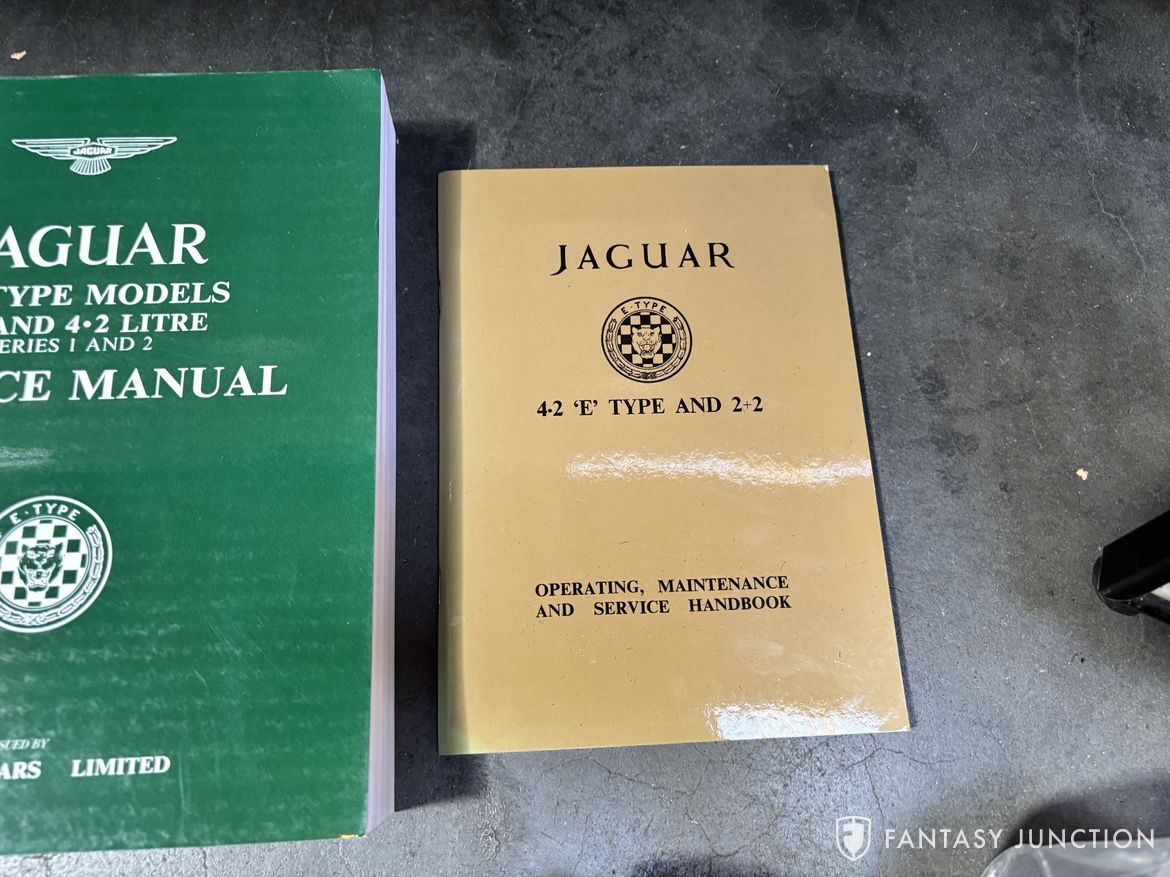 JAGUAR
AGUAR
TYPE MODELS
AND 4·2 LITRE
ERIES 1 AND 2
CE MANUAL
E·TYPE
SSUED BY
ARS LIMITED
JAGUAR
E·TYPE
4·2 'E' TYPE AND 2+2
OPERATING, MAINTENANCE
AND SERVICE HANDBOOK
FANTASY JUNCTION